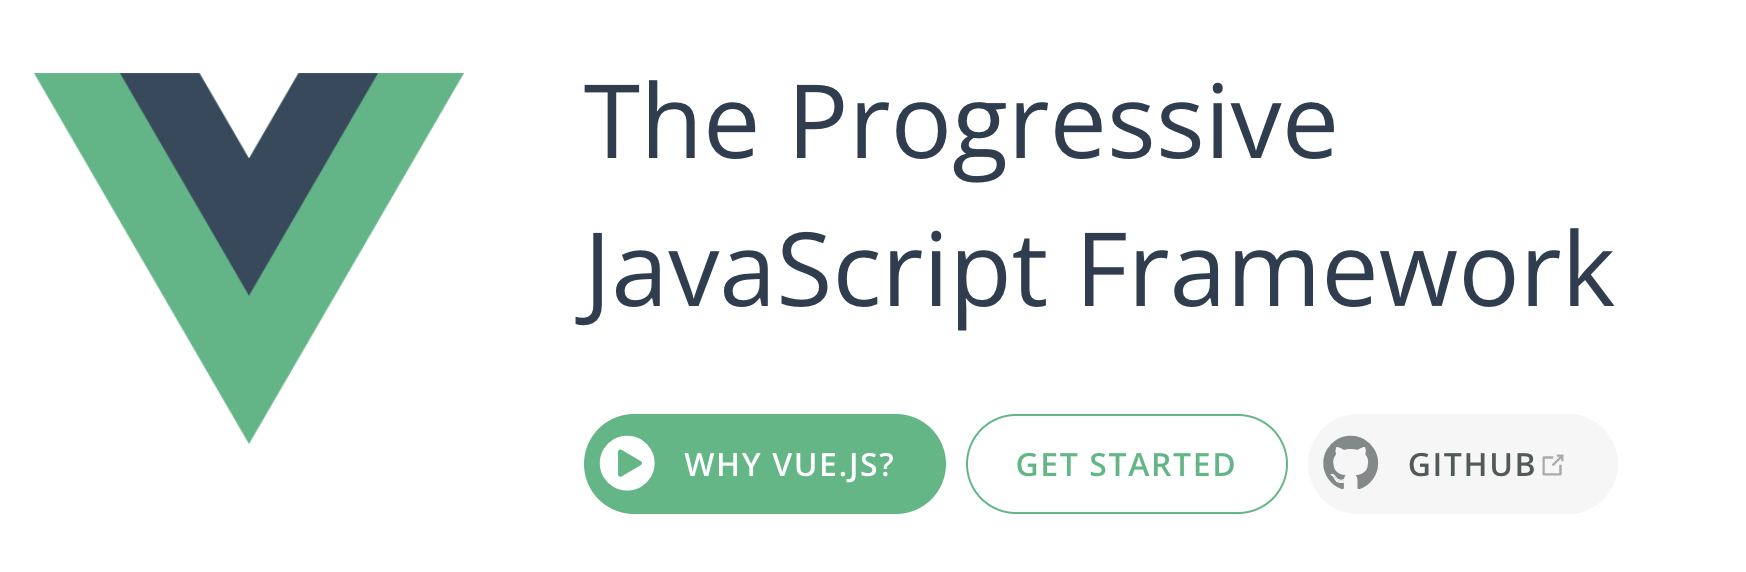 The Progressive
JavaScript Framework
WHY VUE.JS?
GET STARTED
GITHUB